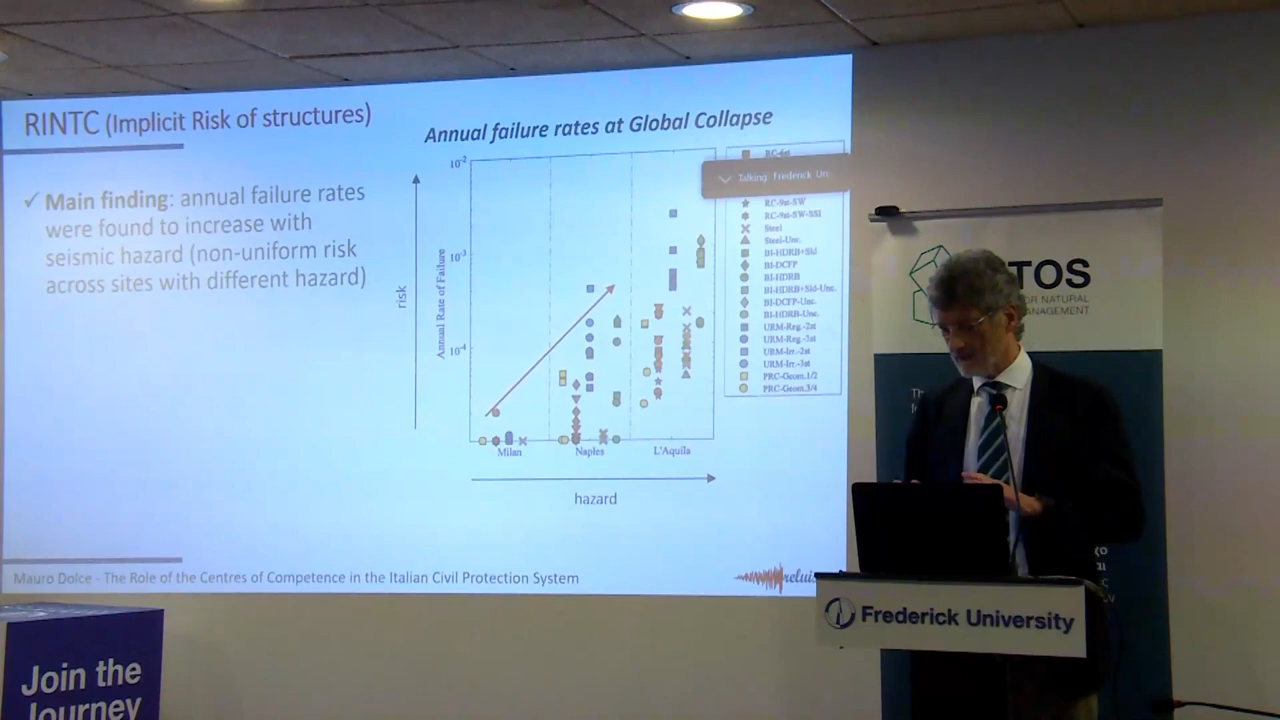 RINTC (Implicit Risk of structures)
✓ Main finding: annual failure rates
were found to increase with
seismic hazard (non-uniform risk
across sites with different hazard)
Annual failure rates at Global Collapse
risk
Annual Rate of Failure
10-2
10-3
10-4
Milan
Naples
L'Aquila
hazard
Talking: Frederick Un...
RC-9st-SW
RC-9st-SW-SSI
Steel
Steel-Unc.
BI-HDRB+Sld
BI-DCFP
BI-HDRB
BI-HDRB+Sld-Unc.
BI-DCFP-Unc.
BI-HDRB-Unc.
URM-Reg.-2st
URM-Reg.-3st
URM-Irr.-2st
URM-Irr.-3st
PRC-Geom.1/2
PRC-Geom.3/4
Mauro Dolce - The Role of the Centres of Competence in the Italian Civil Protection System
reluis
TOS
OR NATURAL
ANAGEMENT
Frederick University
Join the
Journey